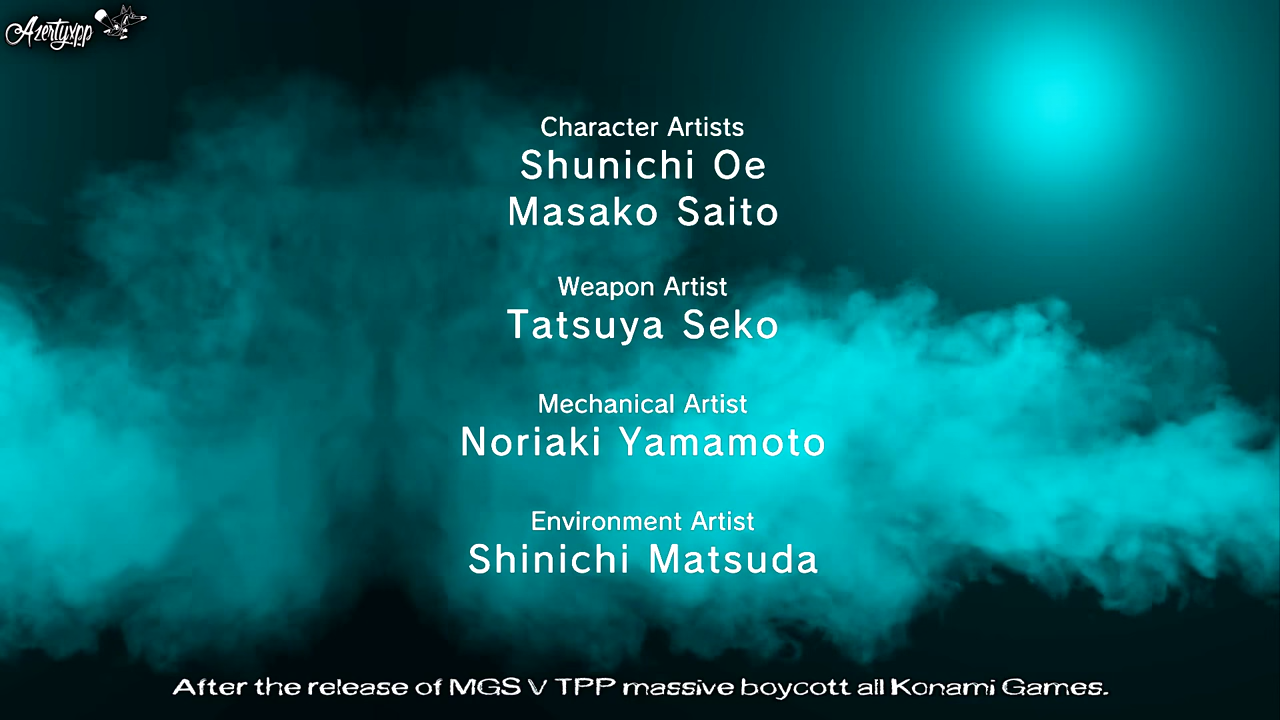 Azertyxpp
Character Artists
Shunichi Oe
Masako Saito
Weapon Artist
Tatsuya Seko
Mechanical Artist
Noriaki Yamamoto
Environment Artist
Shinichi Matsuda
After the release of MGS V TPP massive boycott all Konami Games.